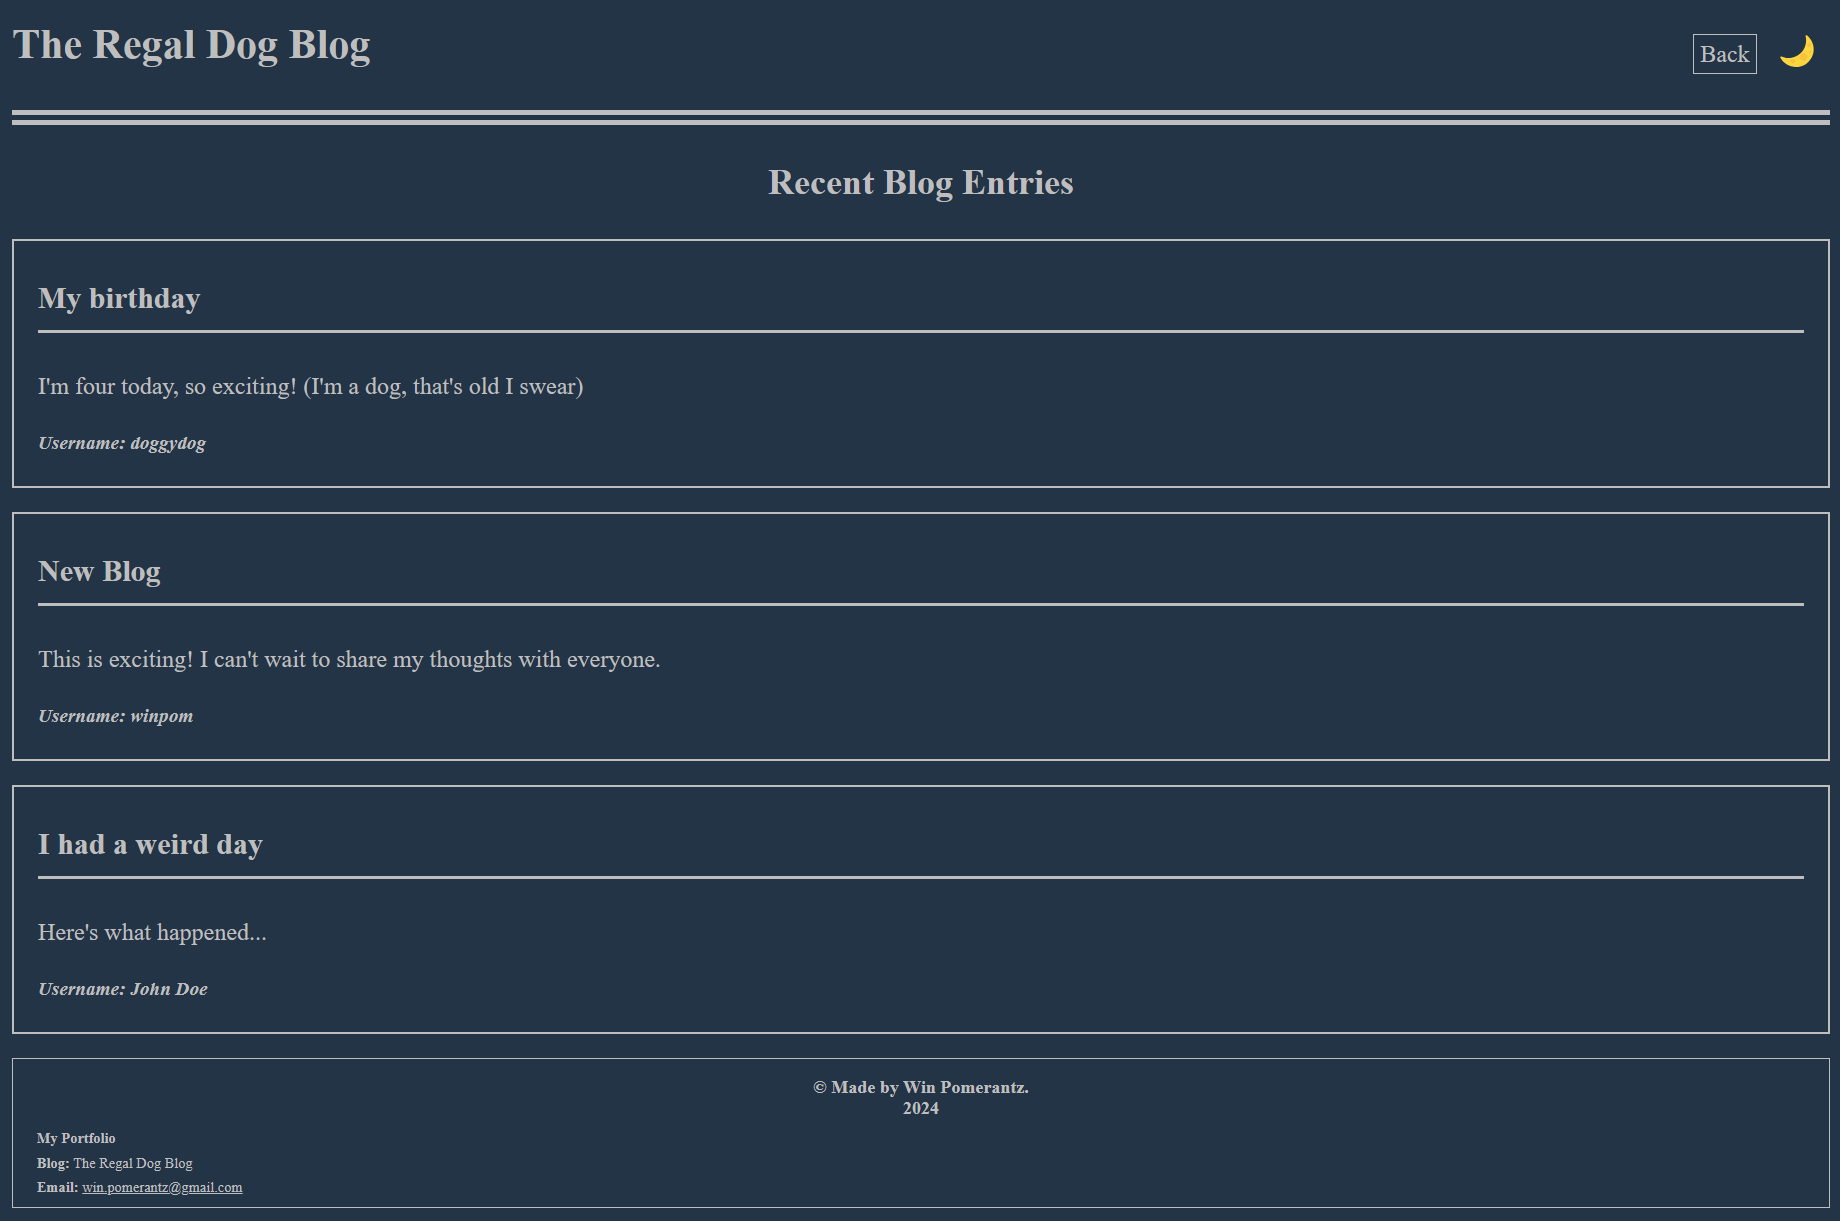 The Regal Dog Blog
Back 🌙
Recent Blog Entries
My birthday
I'm four today, so exciting! (I'm a dog, that's old I swear)
Username: doggydog
New Blog
This is exciting! I can't wait to share my thoughts with everyone.
Username: winpom
I had a weird day
Here's what happened...
Username: John Doe
© Made by Win Pomerantz.
2024
My Portfolio
Blog: The Regal Dog Blog
Email: win.pomerantz@gmail.com